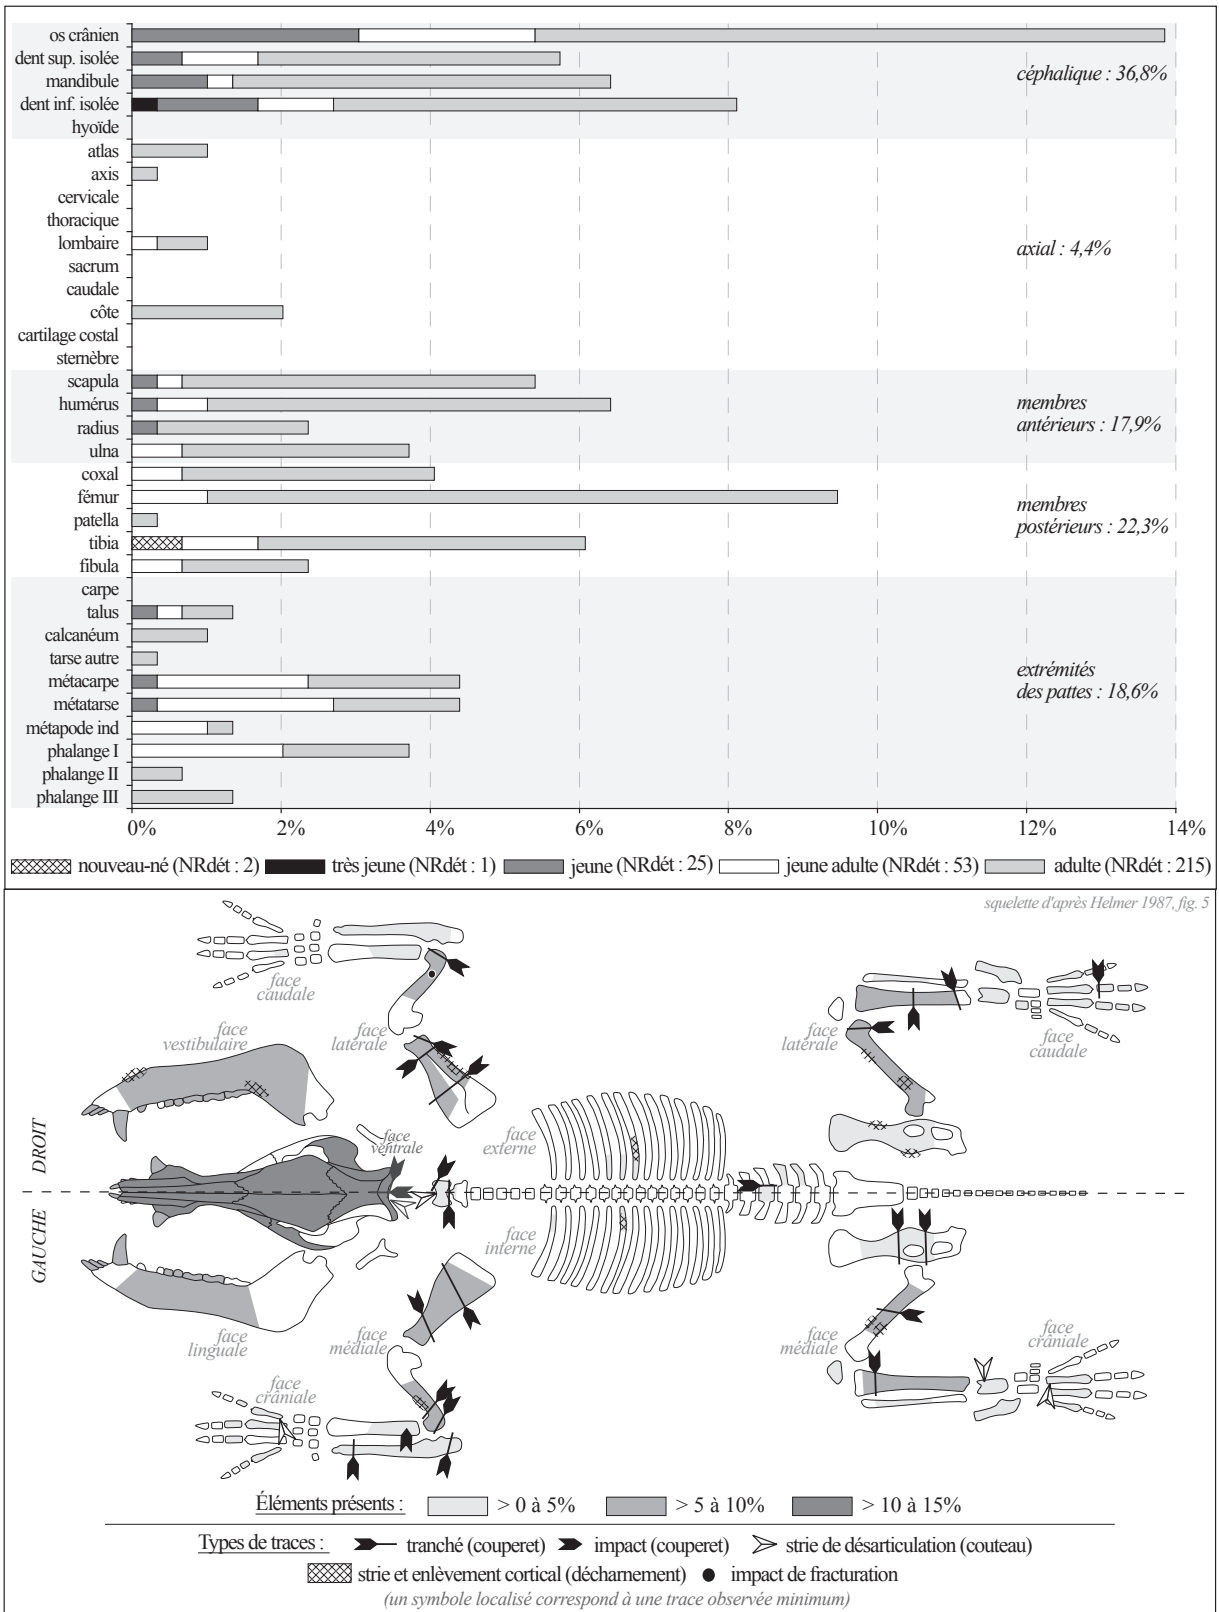 os crânien
dent sup. isolée
mandibule
céphalique : 36,8%
dent inf. isolée
hyoïde
atlas
axis
cervicale
thoracique
lombaire
axial : 4,4%
sacrum
caudale
côte
cartilage costal
sternèbre
scapula
humérus
membres
antérieurs : 17,9%
radius
ulna
coxal
fémur
membres
postérieurs : 22,3%
patella
tibia
fibula
carpe
talus
calcanéum
tarse autre
extrémités
des pattes : 18,6%
métacarpe
métatarse
métapode ind
phalange I
phalange II
phalange III
0% 2% 4% 6% 8% 10% 12% 14%
nouveau-né (NRdét : 2) très jeune (NRdét : 1) jeune (NRdét : 25) jeune adulte (NRdét : 53) adulte (NRdét : 215)
squelette d'après Helmer 1987, fig. 5
face
caudale
face
vestibulaire
face
latérale
face
latérale
face
caudale
DROIT
face
ventrale
face
externe
GAUCHE
face
interne
face
linguale
face
médiale
face
médiale
face
crâniale
face
crâniale
Éléments présents : > 0 à 5% > 5 à 10% > 10 à 15%
Types de traces : tranché (couperet) impact (couperet) strie de désarticulation (couteau)
strie et enlèvement cortical (décharnement) impact de fracturation
(un symbole localisé correspond à une trace observée minimum)